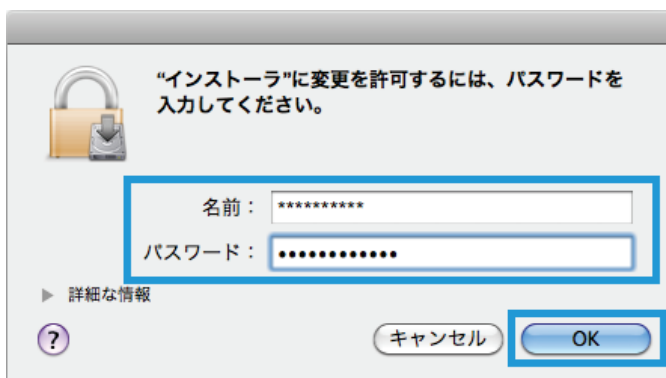 “インストーラ”に変更を許可するには、パスワードを
入力してください。
名前： **********
パスワード： ••••••••••••
▶ 詳細な情報
? キャンセル OK